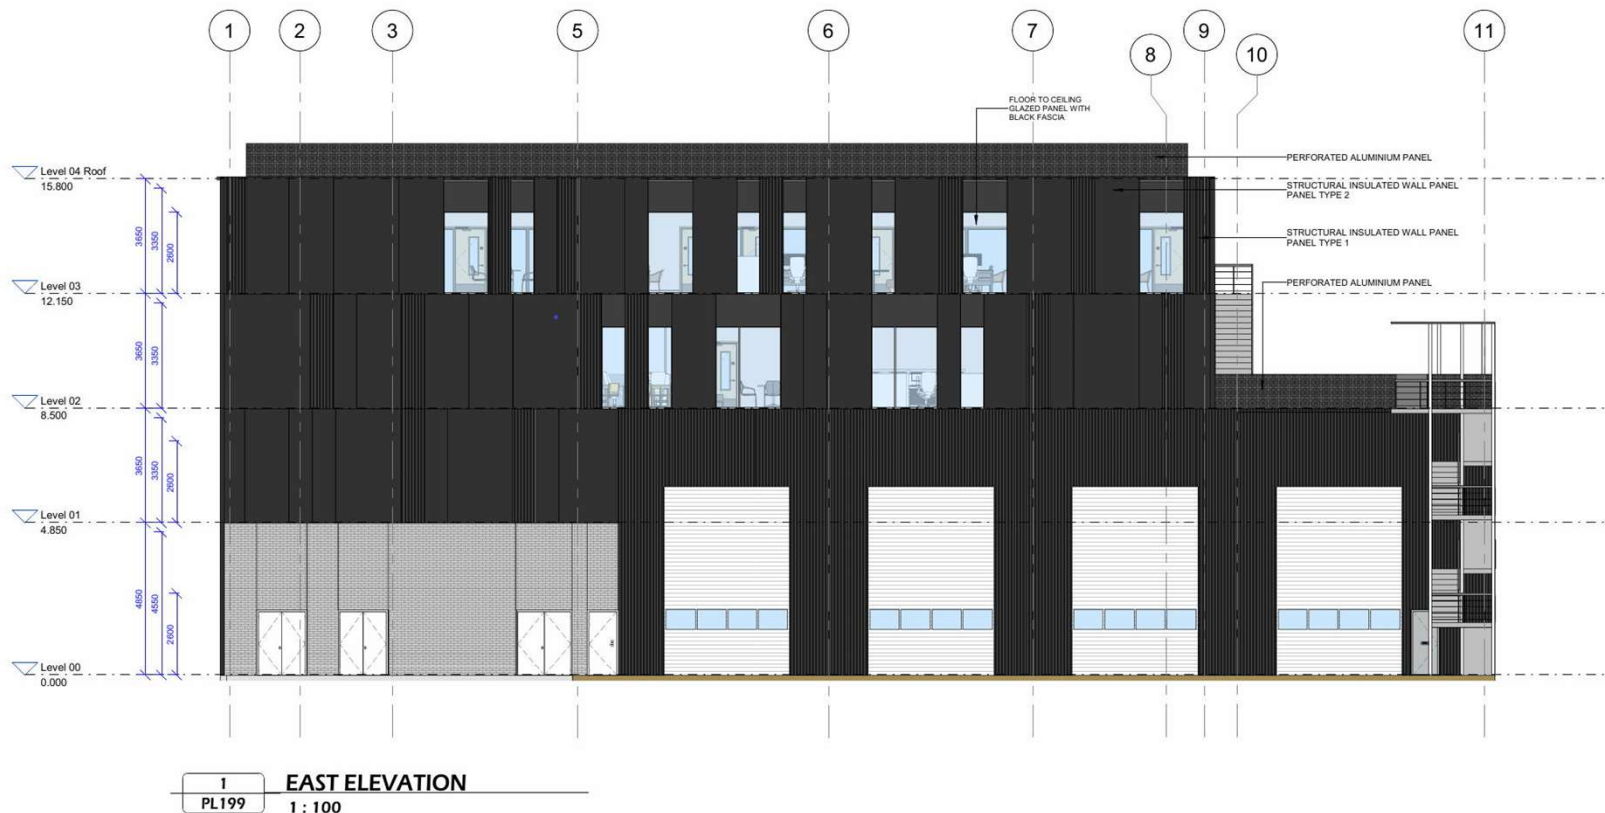 1 2 3 5 6 7 8 9 10 11
FLOOR TO CEILING
GLAZED PANEL WITH
BLACK FASCIA
PERFORATED ALUMINIUM PANEL
STRUCTURAL INSULATED WALL PANEL
PANEL TYPE 2
STRUCTURAL INSULATED WALL PANEL
PANEL TYPE 1
PERFORATED ALUMINIUM PANEL
Level 04 Roof
15.800
3650 3350 2600
Level 03
12.150
3650 3350
Level 02
8.500
3650 3350 2600
Level 01
4.850
4850 4550 2600
Level 00
0.000
1 EAST ELEVATION
PL199 1 : 100